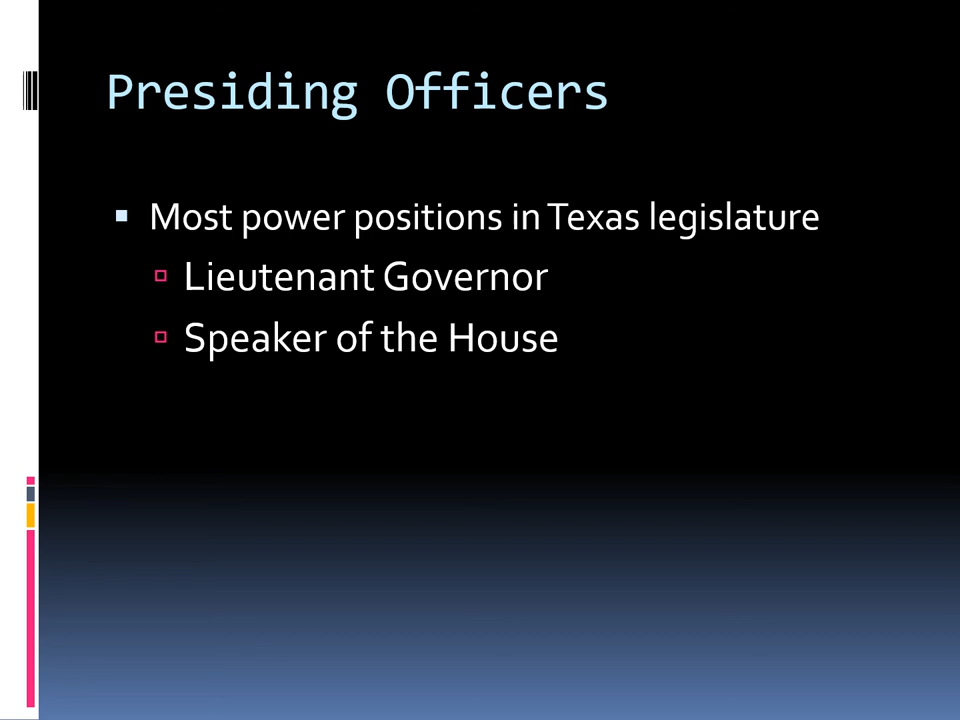 Presiding Officers
Most power positions in Texas legislature
Lieutenant Governor
Speaker of the House